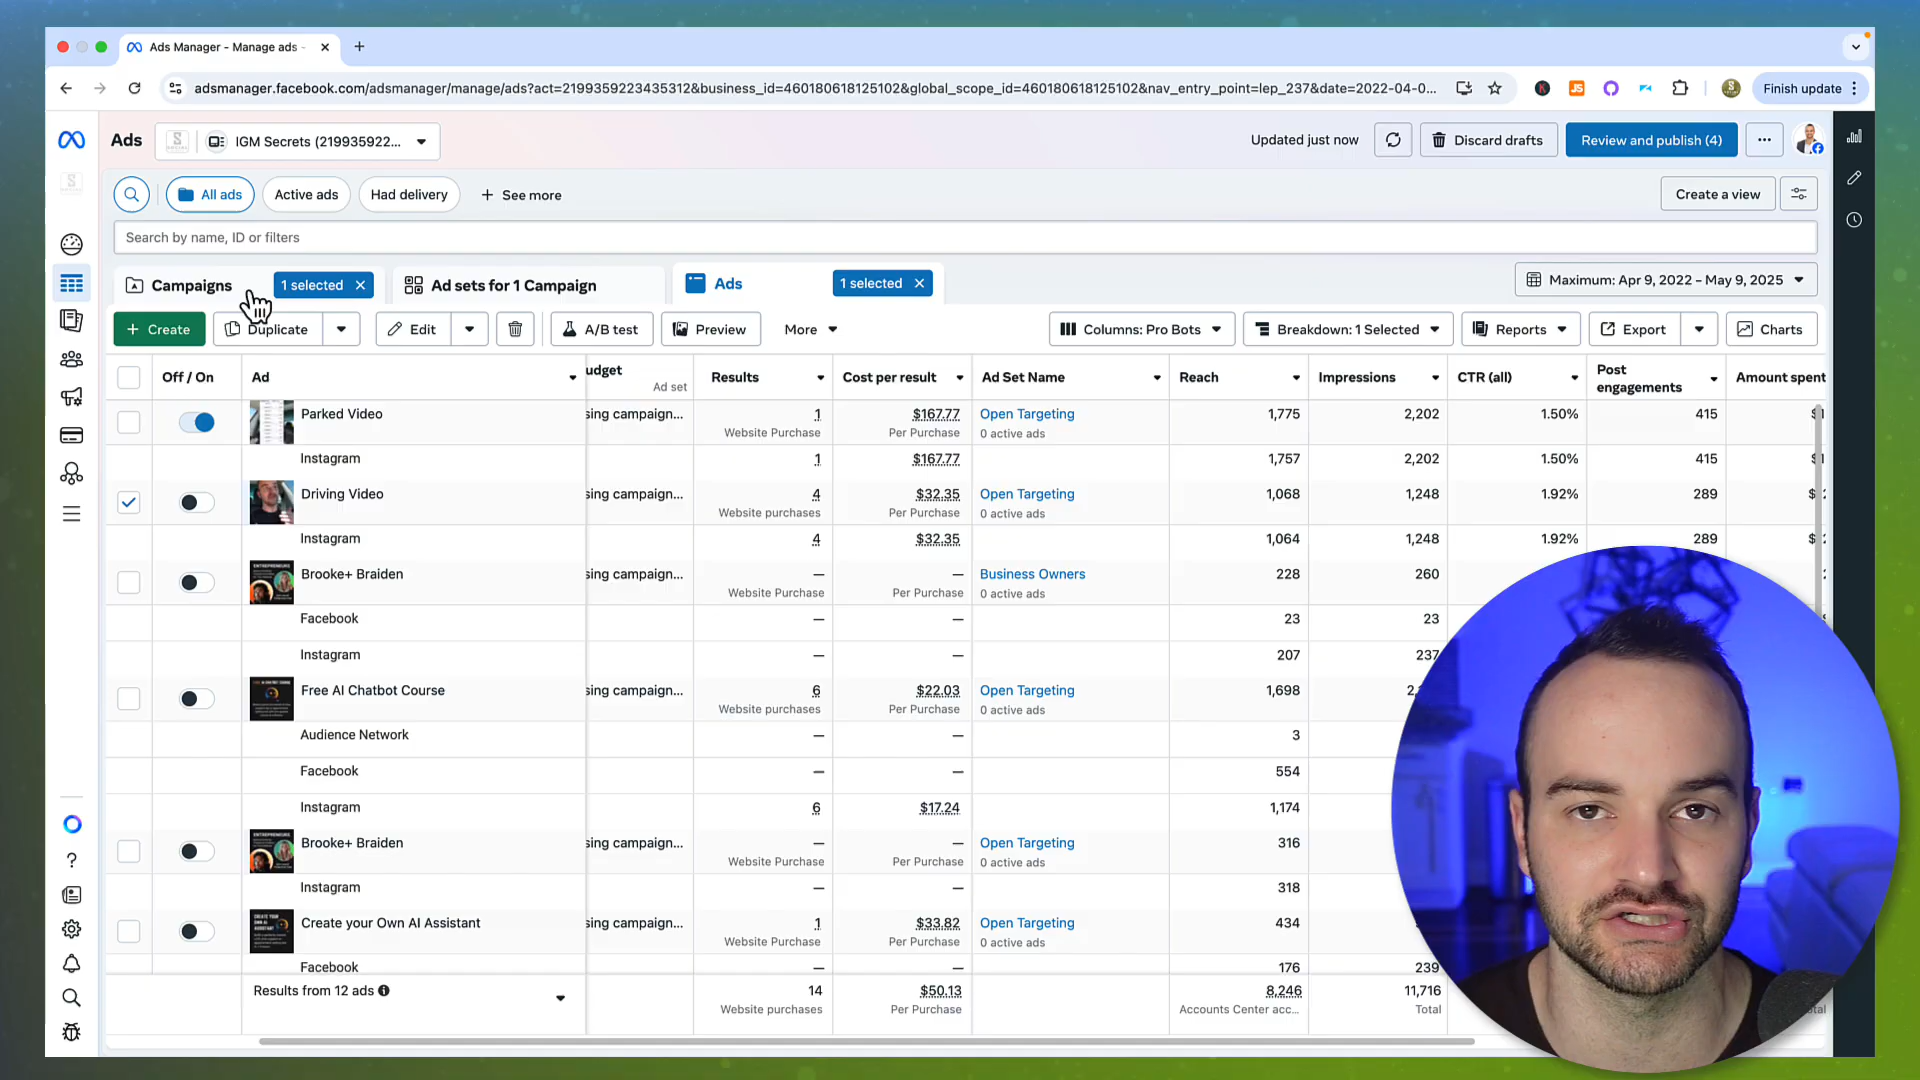 Ads Manager - Manage ads -
adsmanager.facebook.com/adsmanager/manage/ads?act=2199359223435312&business_id=460180618125102&global_scope_id=460180618125102&nav_entry_point=lep_237&date=2022-04-0...
Finish update
Ads
IGM Secrets (219935922...
Updated just now
Discard drafts
Review and publish (4)
All ads
Active ads
Had delivery
+ See more
Create a view
Search by name, ID or filters
Campaigns
1 selected
Ad sets for 1 Campaign
Ads
1 selected
Maximum: Apr 9, 2022 – May 9, 2025
+ Create
Duplicate
Edit
A/B test
Preview
More
Columns: Pro Bots
Breakdown: 1 Selected
Reports
Export
Charts
Off / On
Ad
udget
Ad set
Results
Cost per result
Ad Set Name
Reach
Impressions
CTR (all)
Post
engagements
Amount spent
Parked Video
sing campaign...
1
Website Purchase
$167.77
Per Purchase
Open Targeting
0 active ads
1,775
2,202
1.50%
415
Instagram
1
$167.77
1,757
2,202
1.50%
415
Driving Video
sing campaign...
4
Website purchases
$32.35
Per Purchase
Open Targeting
0 active ads
1,068
1,248
1.92%
289
Instagram
4
$32.35
1,064
1,248
1.92%
289
Brooke+ Braiden
sing campaign...
—
Website Purchase
—
Per Purchase
Business Owners
0 active ads
228
260
Facebook
—
—
23
23
Instagram
—
—
207
237
Free AI Chatbot Course
sing campaign...
6
Website purchases
$22.03
Per Purchase
Open Targeting
0 active ads
1,698
Audience Network
—
—
3
Facebook
—
—
554
Instagram
6
$17.24
1,174
Brooke+ Braiden
sing campaign...
—
Website Purchase
—
Per Purchase
Open Targeting
0 active ads
316
Instagram
—
—
318
Create your Own AI Assistant
sing campaign...
1
Website Purchase
$33.82
Per Purchase
Open Targeting
0 active ads
434
Facebook
—
—
176
239
Results from 12 ads
14
Website purchases
$50.13
Per Purchase
8,246
Accounts Center acc...
11,716
Total